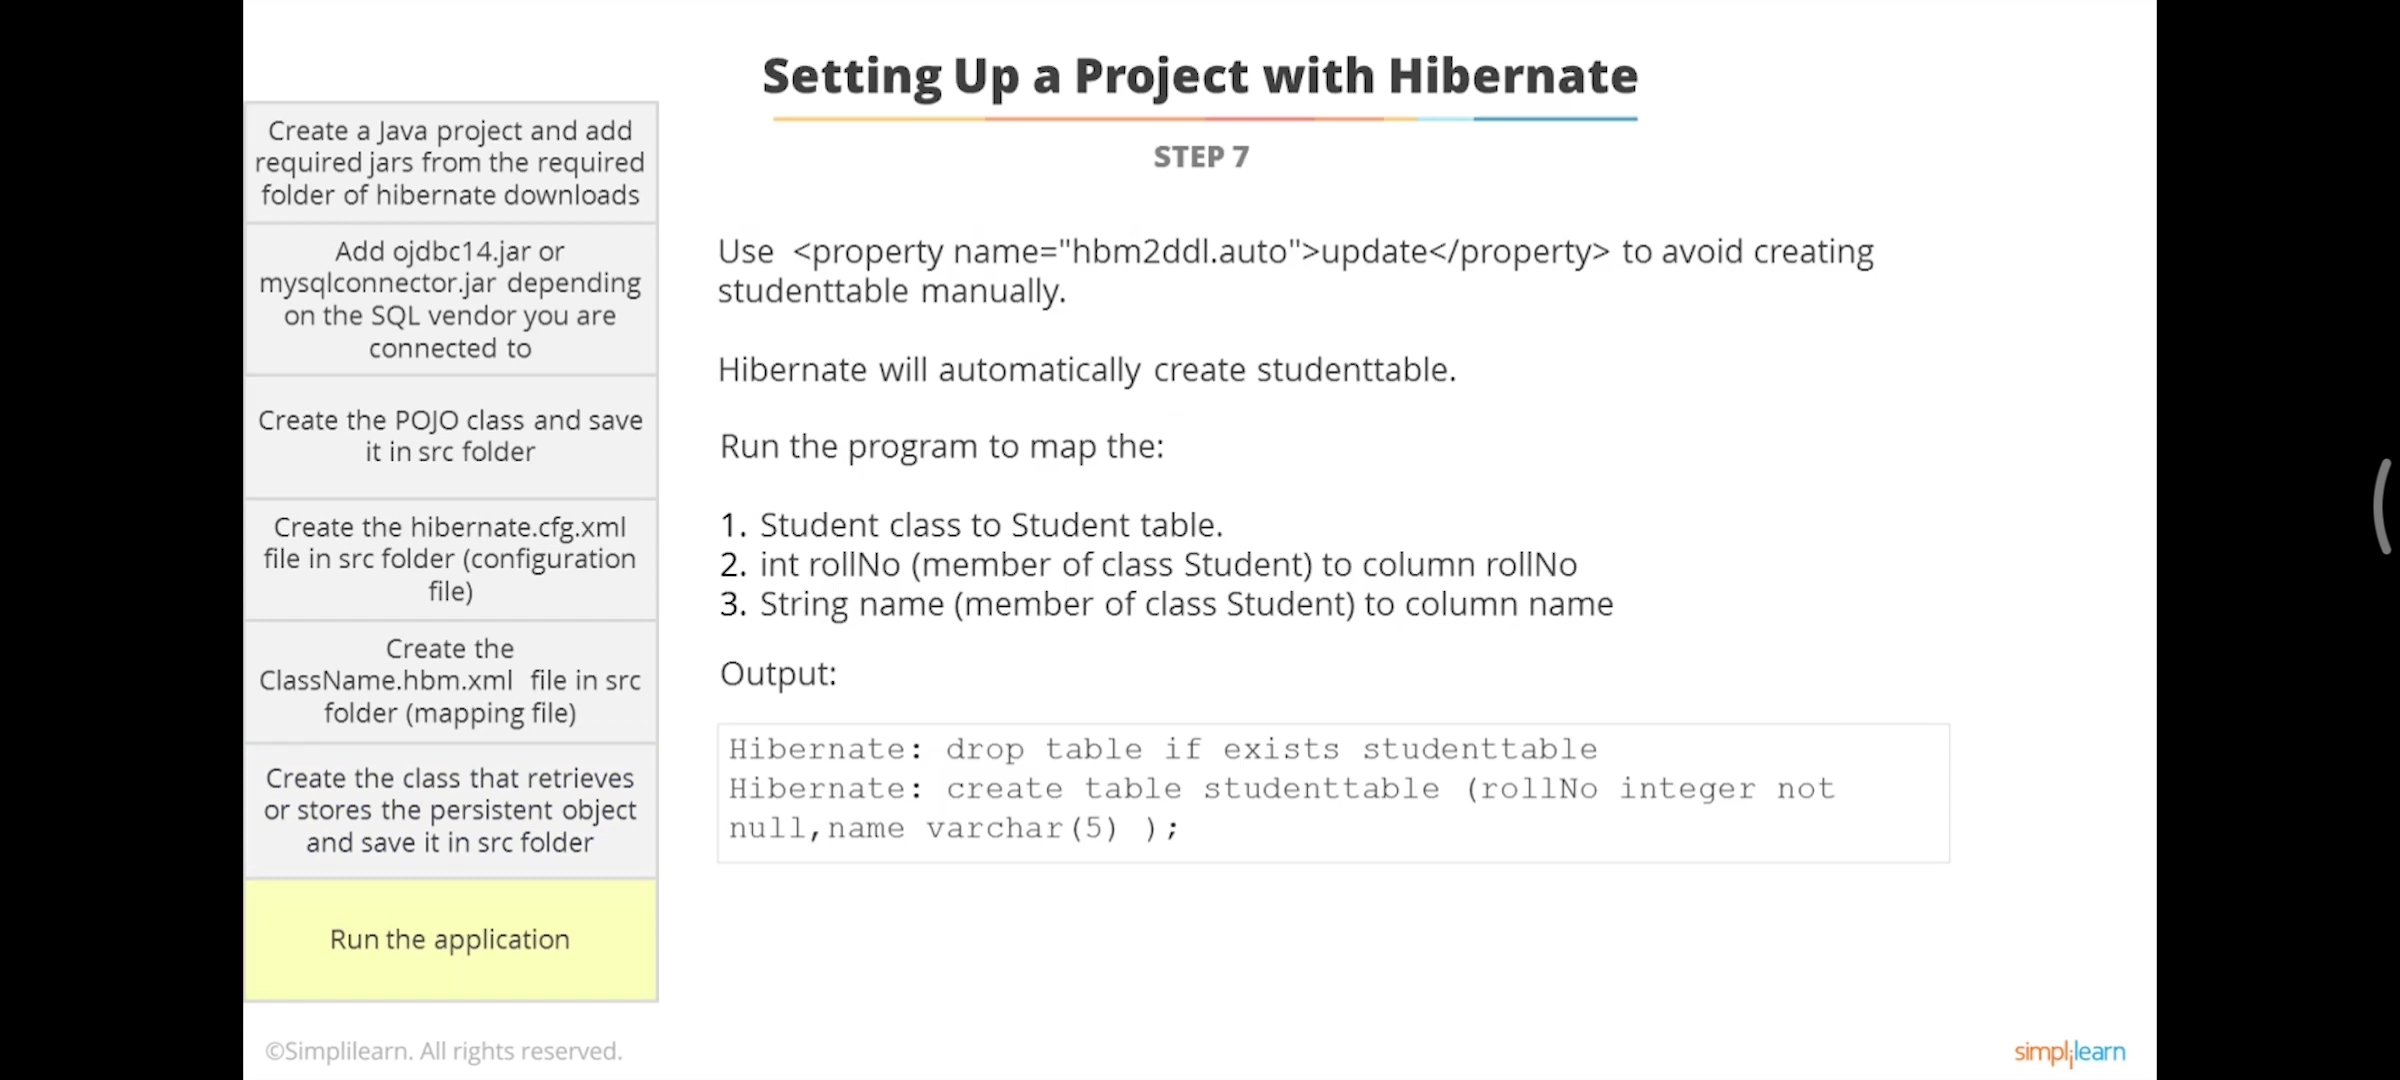 Setting Up a Project with Hibernate
STEP 7
Create a Java project and add
required jars from the required
folder of hibernate downloads
Add ojdbc14.jar or
mysqlconnector.jar depending
on the SQL vendor you are
connected to
Create the POJO class and save
it in src folder
Create the hibernate.cfg.xml
file in src folder (configuration
file)
Create the
ClassName.hbm.xml  file in src
folder (mapping file)
Create the class that retrieves
or stores the persistent object
and save it in src folder
Run the application
Use  <property name="hbm2ddl.auto">update</property> to avoid creating
studenttable manually.
Hibernate will automatically create studenttable.
Run the program to map the:
1. Student class to Student table.
2. int rollNo (member of class Student) to column rollNo
3. String name (member of class Student) to column name
Output:
Hibernate: drop table if exists studenttable
Hibernate: create table studenttable (rollNo integer not
null,name varchar(5) );
©Simplilearn. All rights reserved.
simplilearn